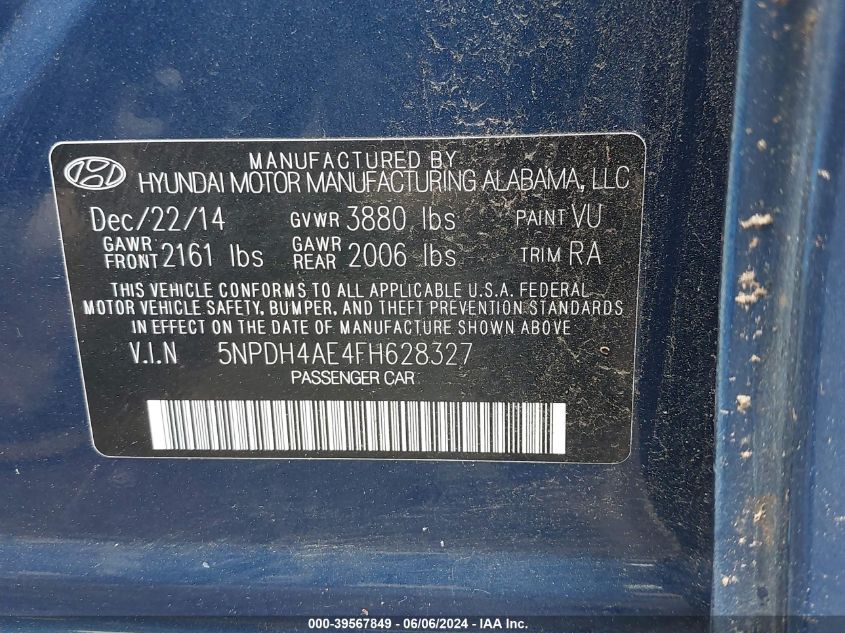 MANUFACTURED BY
HYUNDAI MOTOR MANUFACTURING ALABAMA, LLC
Dec/22/14 GVWR 3880 lbs PAINT VU
GAWR FRONT 2161 lbs GAWR REAR 2006 lbs TRIM RA
THIS VEHICLE CONFORMS TO ALL APPLICABLE U.S.A. FEDERAL
MOTOR VEHICLE SAFETY, BUMPER, AND THEFT PREVENTION STANDARDS
IN EFFECT ON THE DATE OF MANUFACTURE SHOWN ABOVE
V.I.N 5NPDH4AE4FH628327
PASSENGER CAR
000-39567849 - 06/06/2024 - IAA Inc.